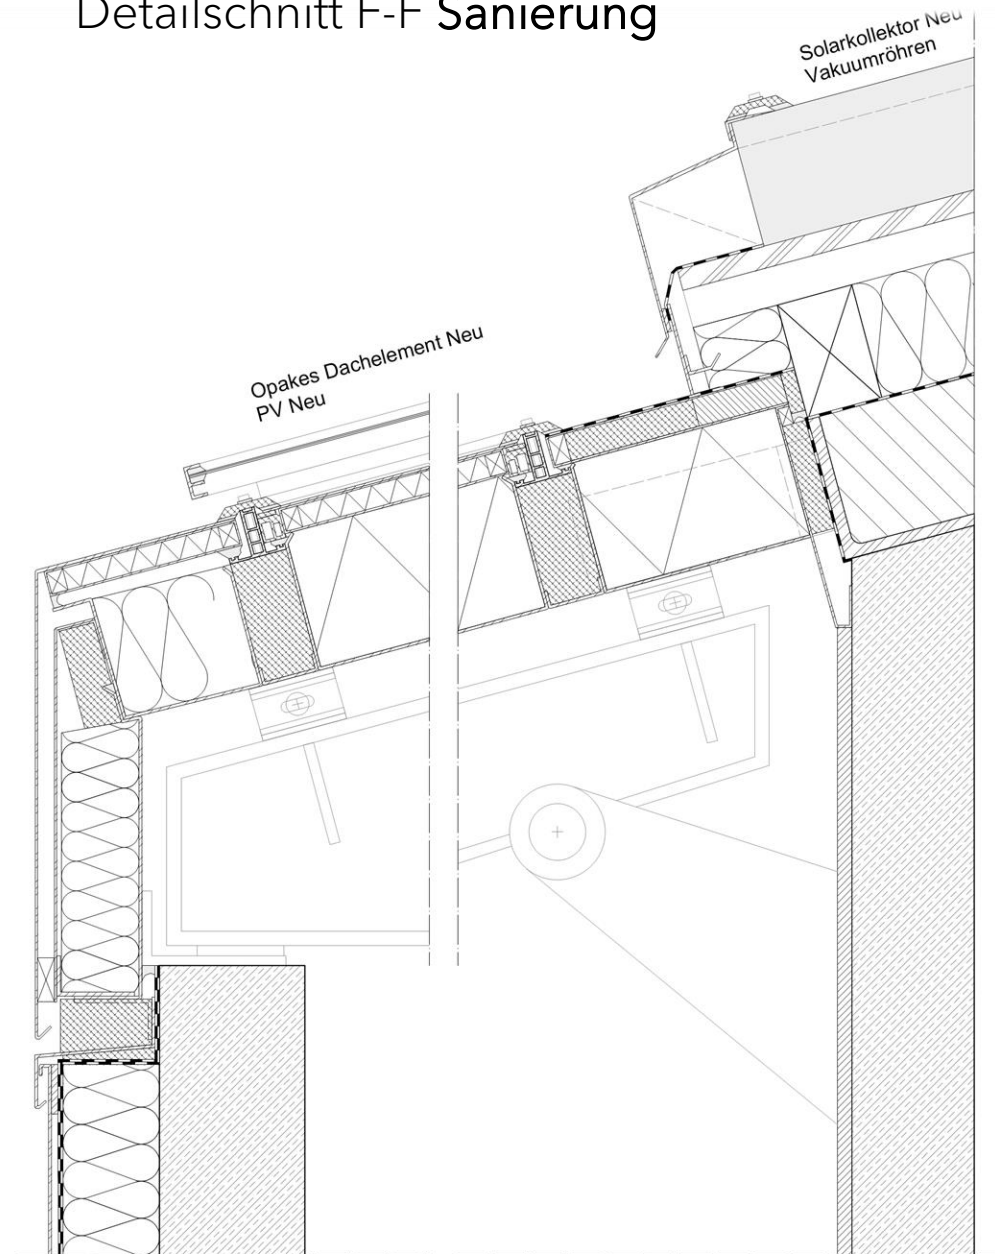 Detailschnitt F-F Sanierung
Solarkollektor Neu
Vakuumröhren
Opakes Dachelement Neu
PV Neu